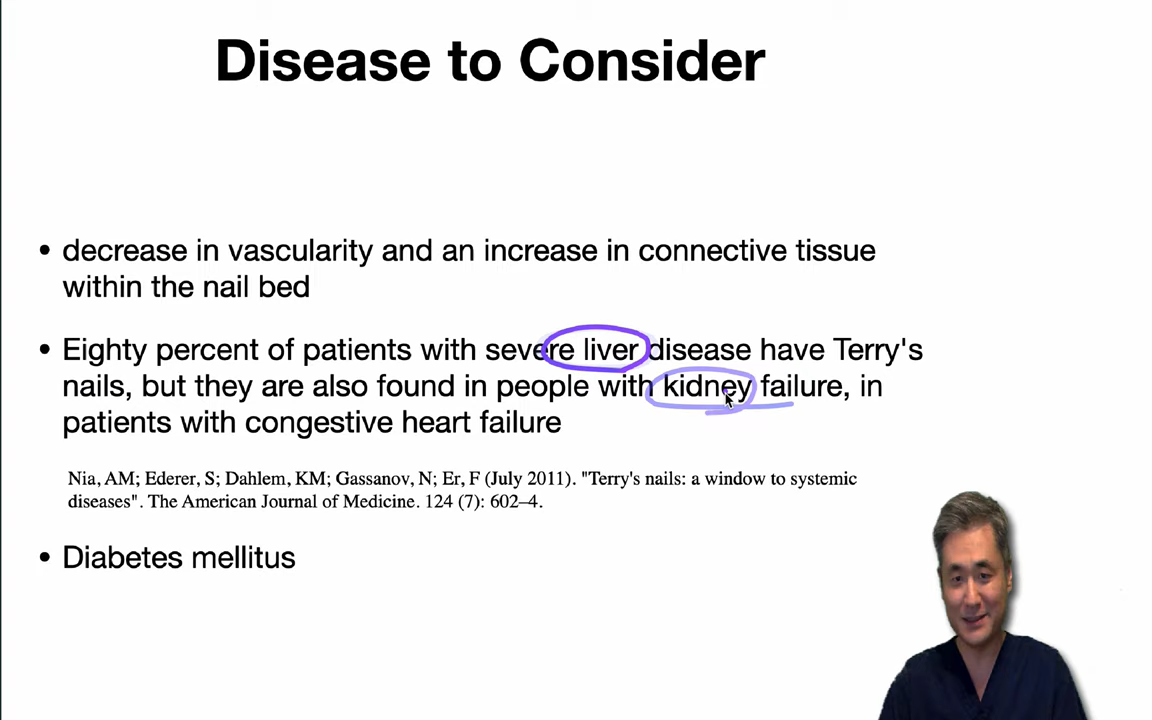 Disease to Consider
• decrease in vascularity and an increase in connective tissue
within the nail bed
• Eighty percent of patients with severe liver disease have Terry's
nails, but they are also found in people with kidney failure, in
patients with congestive heart failure
Nia, AM; Ederer, S; Dahlem, KM; Gassanov, N; Er, F (July 2011). "Terry's nails: a window to systemic
diseases". The American Journal of Medicine. 124 (7): 602–4.
• Diabetes mellitus